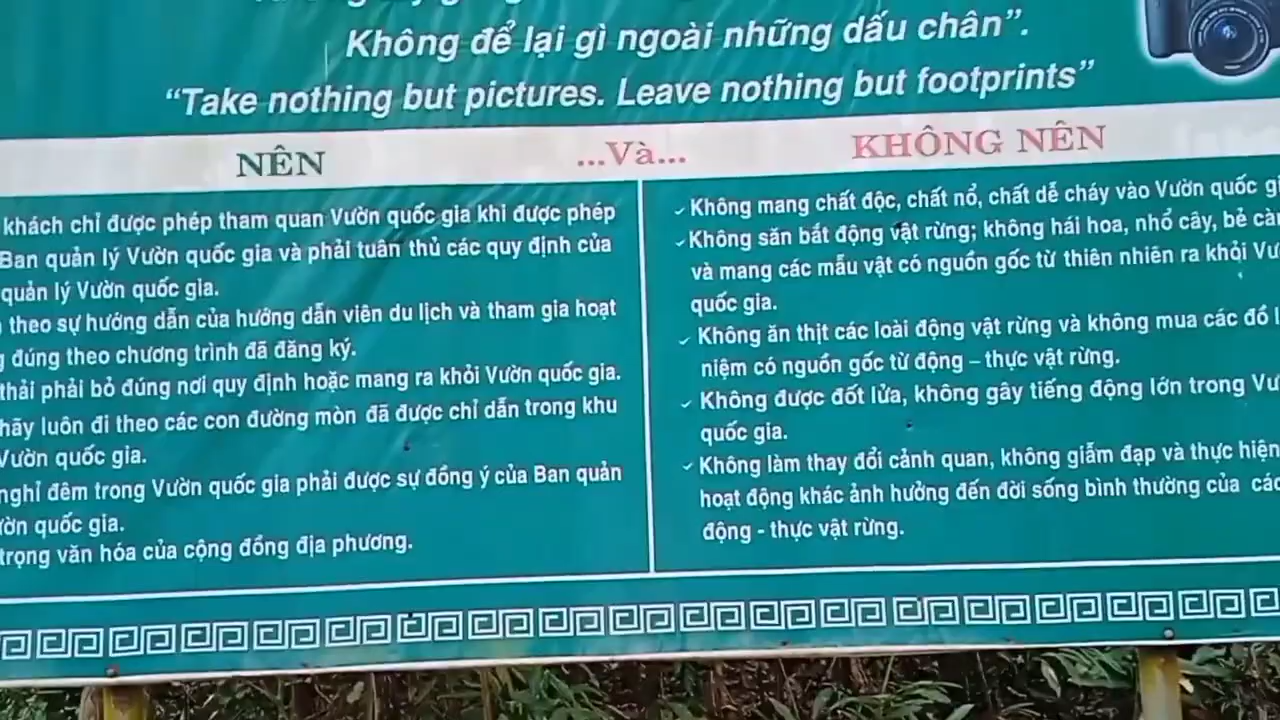 Không để lại gì ngoài những dấu chân”.
“Take nothing but pictures. Leave nothing but footprints”
NÊN ...Và... KHÔNG NÊN
khách chỉ được phép tham quan Vườn quốc gia khi được phép
Ban quản lý Vườn quốc gia và phải tuân thủ các quy định của
quản lý Vườn quốc gia.
theo sự hướng dẫn của hướng dẫn viên du lịch và tham gia hoạt
đúng theo chương trình đã đăng ký.
thải phải bỏ đúng nơi quy định hoặc mang ra khỏi Vườn quốc gia.
hãy luôn đi theo các con đường mòn đã được chỉ dẫn trong khu
Vườn quốc gia.
nghỉ đêm trong Vườn quốc gia phải được sự đồng ý của Ban quản
quốc gia.
trọng văn hóa của cộng đồng địa phương.
Không mang chất độc, chất nổ, chất dễ cháy vào Vườn quốc
Không săn bắt động vật rừng; không hái hoa, nhổ cây, bẻ
và mang các mẫu vật có nguồn gốc từ thiên nhiên ra khỏi
quốc gia.
Không ăn thịt các loài động vật rừng và không mua các đồ
niệm có nguồn gốc từ động – thực vật rừng.
Không được đốt lửa, không gây tiếng động lớn trong
quốc gia.
Không làm thay đổi cảnh quan, không giẫm đạp và thực hiện
hoạt động khác ảnh hưởng đến đời sống bình thường của các
động - thực vật rừng.